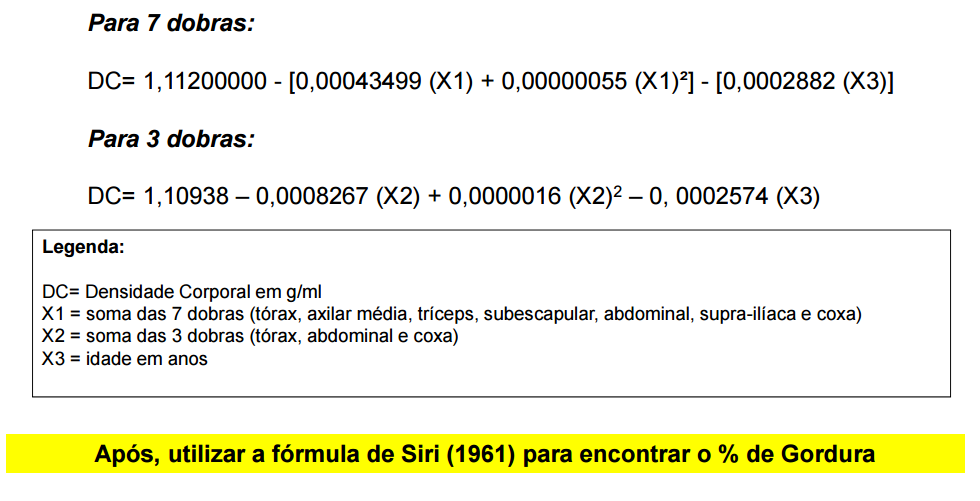 Para 7 dobras:
DC= 1,11200000 - [0,00043499 (X1) + 0,00000055 (X1)²] - [0,0002882 (X3)]
Para 3 dobras:
DC= 1,10938 – 0,0008267 (X2) + 0,0000016 (X2)² – 0, 0002574 (X3)
Legenda:
DC= Densidade Corporal em g/ml
X1 = soma das 7 dobras (tórax, axilar média, tríceps, subescapular, abdominal, supra-ilíaca e coxa)
X2 = soma das 3 dobras (tórax, abdominal e coxa)
X3 = idade em anos
Após, utilizar a fórmula de Siri (1961) para encontrar o % de Gordura